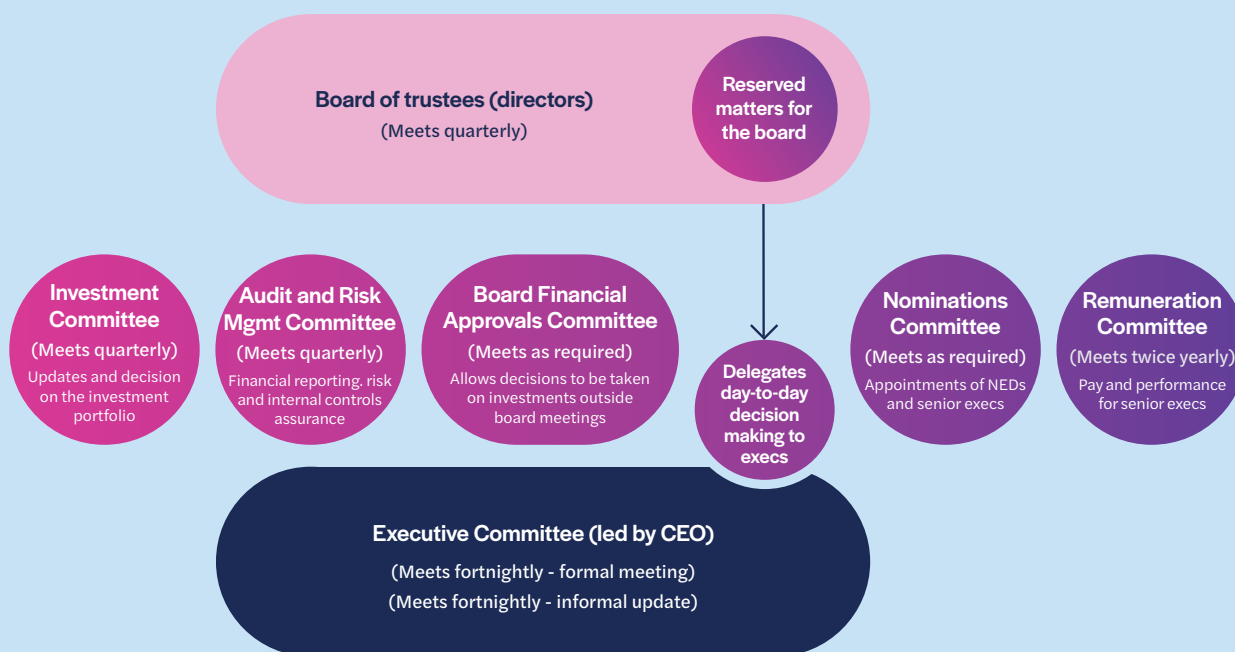 Board of trustees (directors)
(Meets quarterly)
Reserved
matters for
the board
Investment
Committee
(Meets quarterly)
Updates and decision
on the investment
portfolio
Audit and Risk
Mgmt Committee
(Meets quarterly)
Financial reporting. risk
and internal controls
assurance
Board Financial
Approvals Committee
(Meets as required)
Allows decisions to be taken
on investments outside
board meetings
Delegates
day-to-day
decision
making to
execs
Nominations
Committee
(Meets as required)
Appointments of NEDs
and senior execs
Remuneration
Committee
(Meets twice yearly)
Pay and performance
for senior execs
Executive Committee (led by CEO)
(Meets fortnightly - formal meeting)
(Meets fortnightly - informal update)